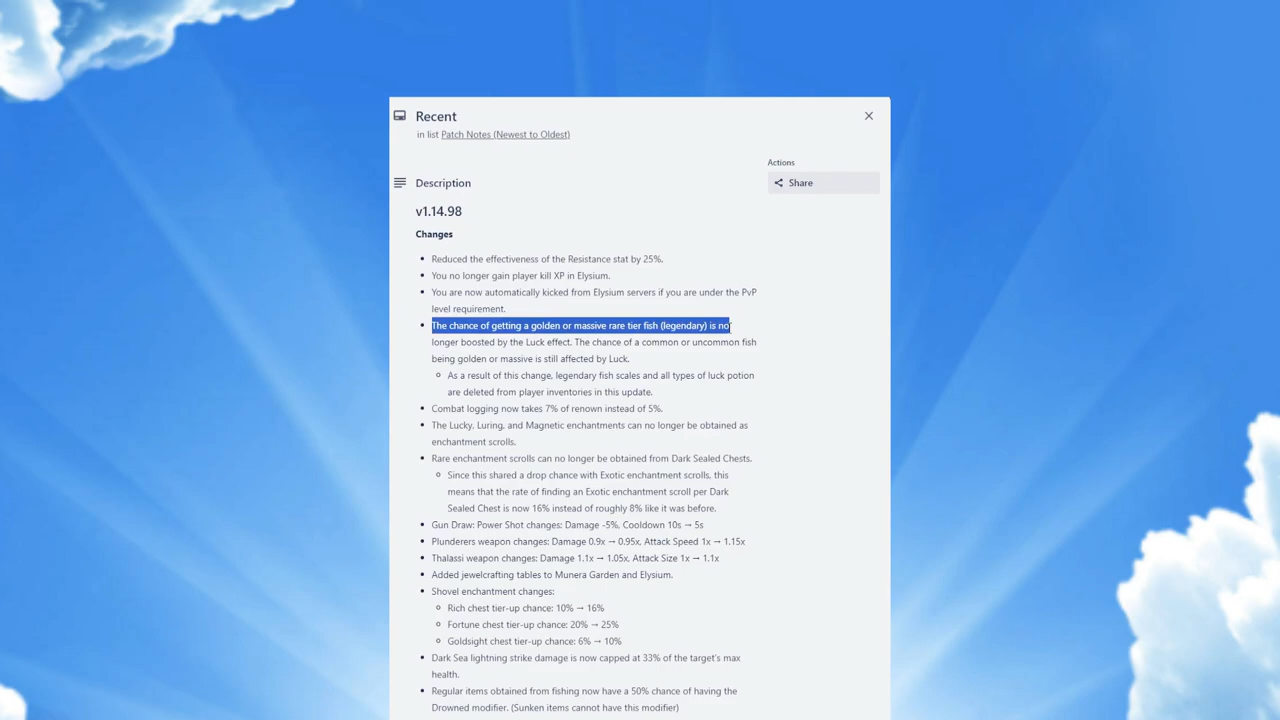 Recent
in list Patch Notes (Newest to Oldest)
Actions
Share
Description
v1.14.98
Changes
• Reduced the effectiveness of the Resistance stat by 25%.
• You no longer gain player kill XP in Elysium.
• You are now automatically kicked from Elysium servers if you are under the PvP
level requirement.
• The chance of getting a golden or massive rare tier fish (legendary) is no
longer boosted by the Luck effect. The chance of a common or uncommon fish
being golden or massive is still affected by Luck.
○ As a result of this change, legendary fish scales and all types of luck potion
are deleted from player inventories in this update.
• Combat logging now takes 7% of renown instead of 5%.
• The Lucky, Luring, and Magnetic enchantments can no longer be obtained as
enchantment scrolls.
• Rare enchantment scrolls can no longer be obtained from Dark Sealed Chests.
○ Since this shared a drop chance with Exotic enchantment scrolls, this
means that the rate of finding an Exotic enchantment scroll per Dark
Sealed Chest is now 16% instead of roughly 8% like it was before.
• Gun Draw: Power Shot changes: Damage -5%, Cooldown 10s → 5s
• Plunderers weapon changes: Damage 0.9x → 0.95x, Attack Speed 1x → 1.15x
• Thalassi weapon changes: Damage 1.1x → 1.05x, Attack Size 1x → 1.1x
• Added jewelcrafting tables to Munera Garden and Elysium.
• Shovel enchantment changes:
○ Rich chest tier-up chance: 10% → 16%
○ Fortune chest tier-up chance: 20% → 25%
○ Goldsight chest tier-up chance: 6% → 10%
• Dark Sea lightning strike damage is now capped at 33% of the target's max
health.
• Regular items obtained from fishing now have a 50% chance of having the
Drowned modifier. (Sunken items cannot have this modifier)